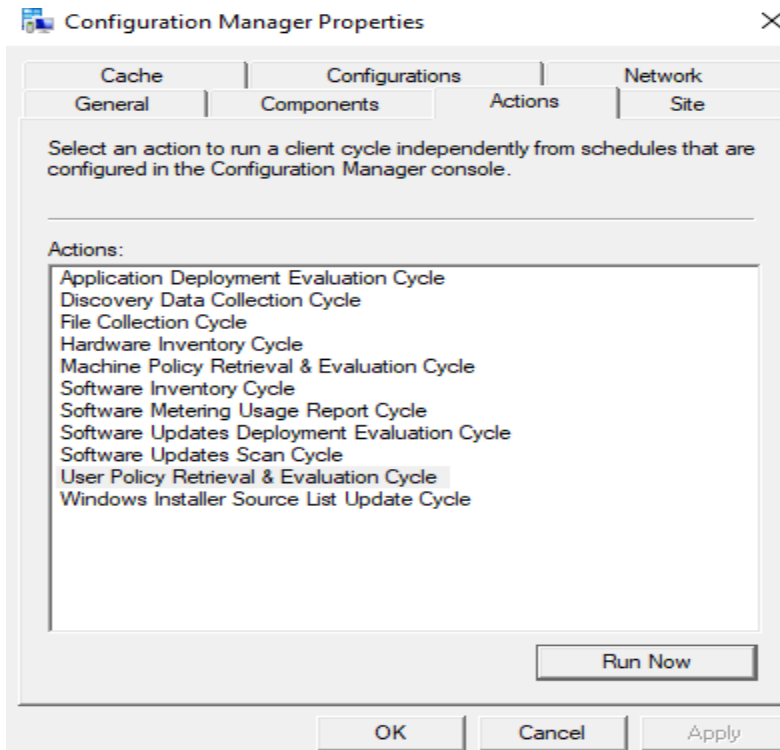 Configuration Manager Properties
Cache Configurations Network
General Components Actions Site
Select an action to run a client cycle independently from schedules that are
configured in the Configuration Manager console.
Actions:
Application Deployment Evaluation Cycle
Discovery Data Collection Cycle
File Collection Cycle
Hardware Inventory Cycle
Machine Policy Retrieval & Evaluation Cycle
Software Inventory Cycle
Software Metering Usage Report Cycle
Software Updates Deployment Evaluation Cycle
Software Updates Scan Cycle
User Policy Retrieval & Evaluation Cycle
Windows Installer Source List Update Cycle
Run Now
OK Cancel Apply